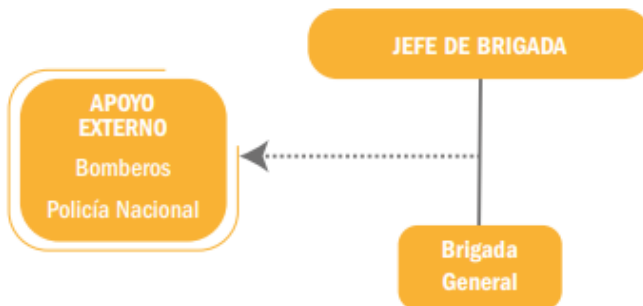 JEFE DE BRIGADA
APOYO
EXTERNO
Bomberos
Policía Nacional
Brigada
General